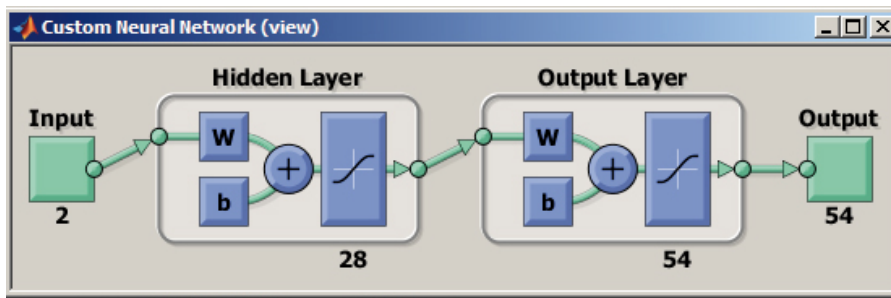 Custom Neural Network (view)
Hidden Layer
Output Layer
Input
Output
W
b
+
W
b
+
2
28
54
54